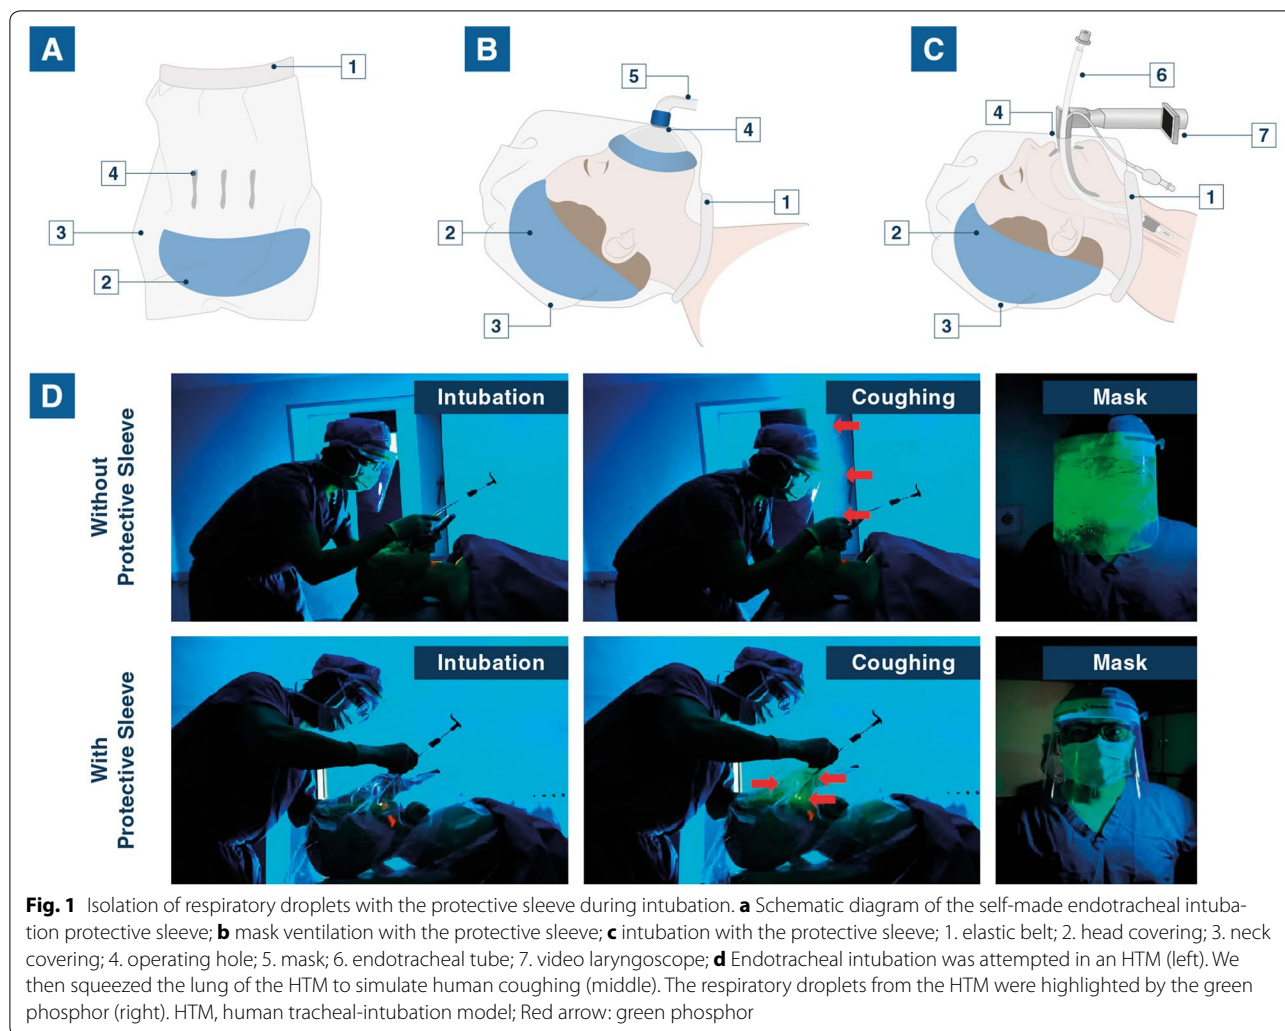 A
1
4
3
2
B
5
4
1
2
3
C
6
4
7
1
2
3
D
Without
Protective Sleeve
Intubation
Coughing
Mask
With
Protective Sleeve
Intubation
Coughing
Mask
Fig. 1 Isolation of respiratory droplets with the protective sleeve during intubation. a Schematic diagram of the self-made endotracheal intuba-
tion protective sleeve; b mask ventilation with the protective sleeve; c intubation with the protective sleeve; 1. elastic belt; 2. head covering; 3. neck
covering; 4. operating hole; 5. mask; 6. endotracheal tube; 7. video laryngoscope; d Endotracheal intubation was attempted in an HTM (left). We
then squeezed the lung of the HTM to simulate human coughing (middle). The respiratory droplets from the HTM were highlighted by the green
phosphor (right). HTM, human tracheal-intubation model; Red arrow: green phosphor